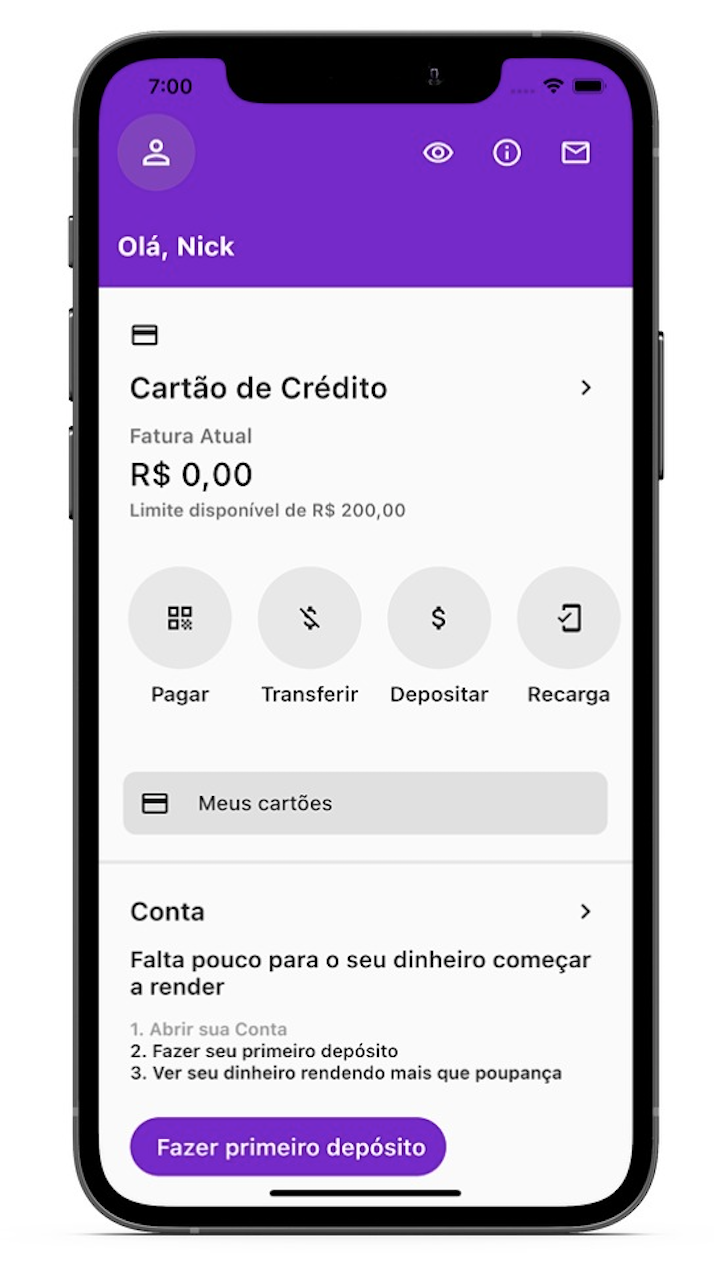 7:00
Olá, Nick
Cartão de Crédito
Fatura Atual
R$ 0,00
Limite disponível de R$ 200,00
Pagar
Transferir
Depositar
Recarga
Meus cartões
Conta
Falta pouco para o seu dinheiro começar
a render
1. Abrir sua Conta
2. Fazer seu primeiro depósito
3. Ver seu dinheiro rendendo mais que poupança
Fazer primeiro depósito